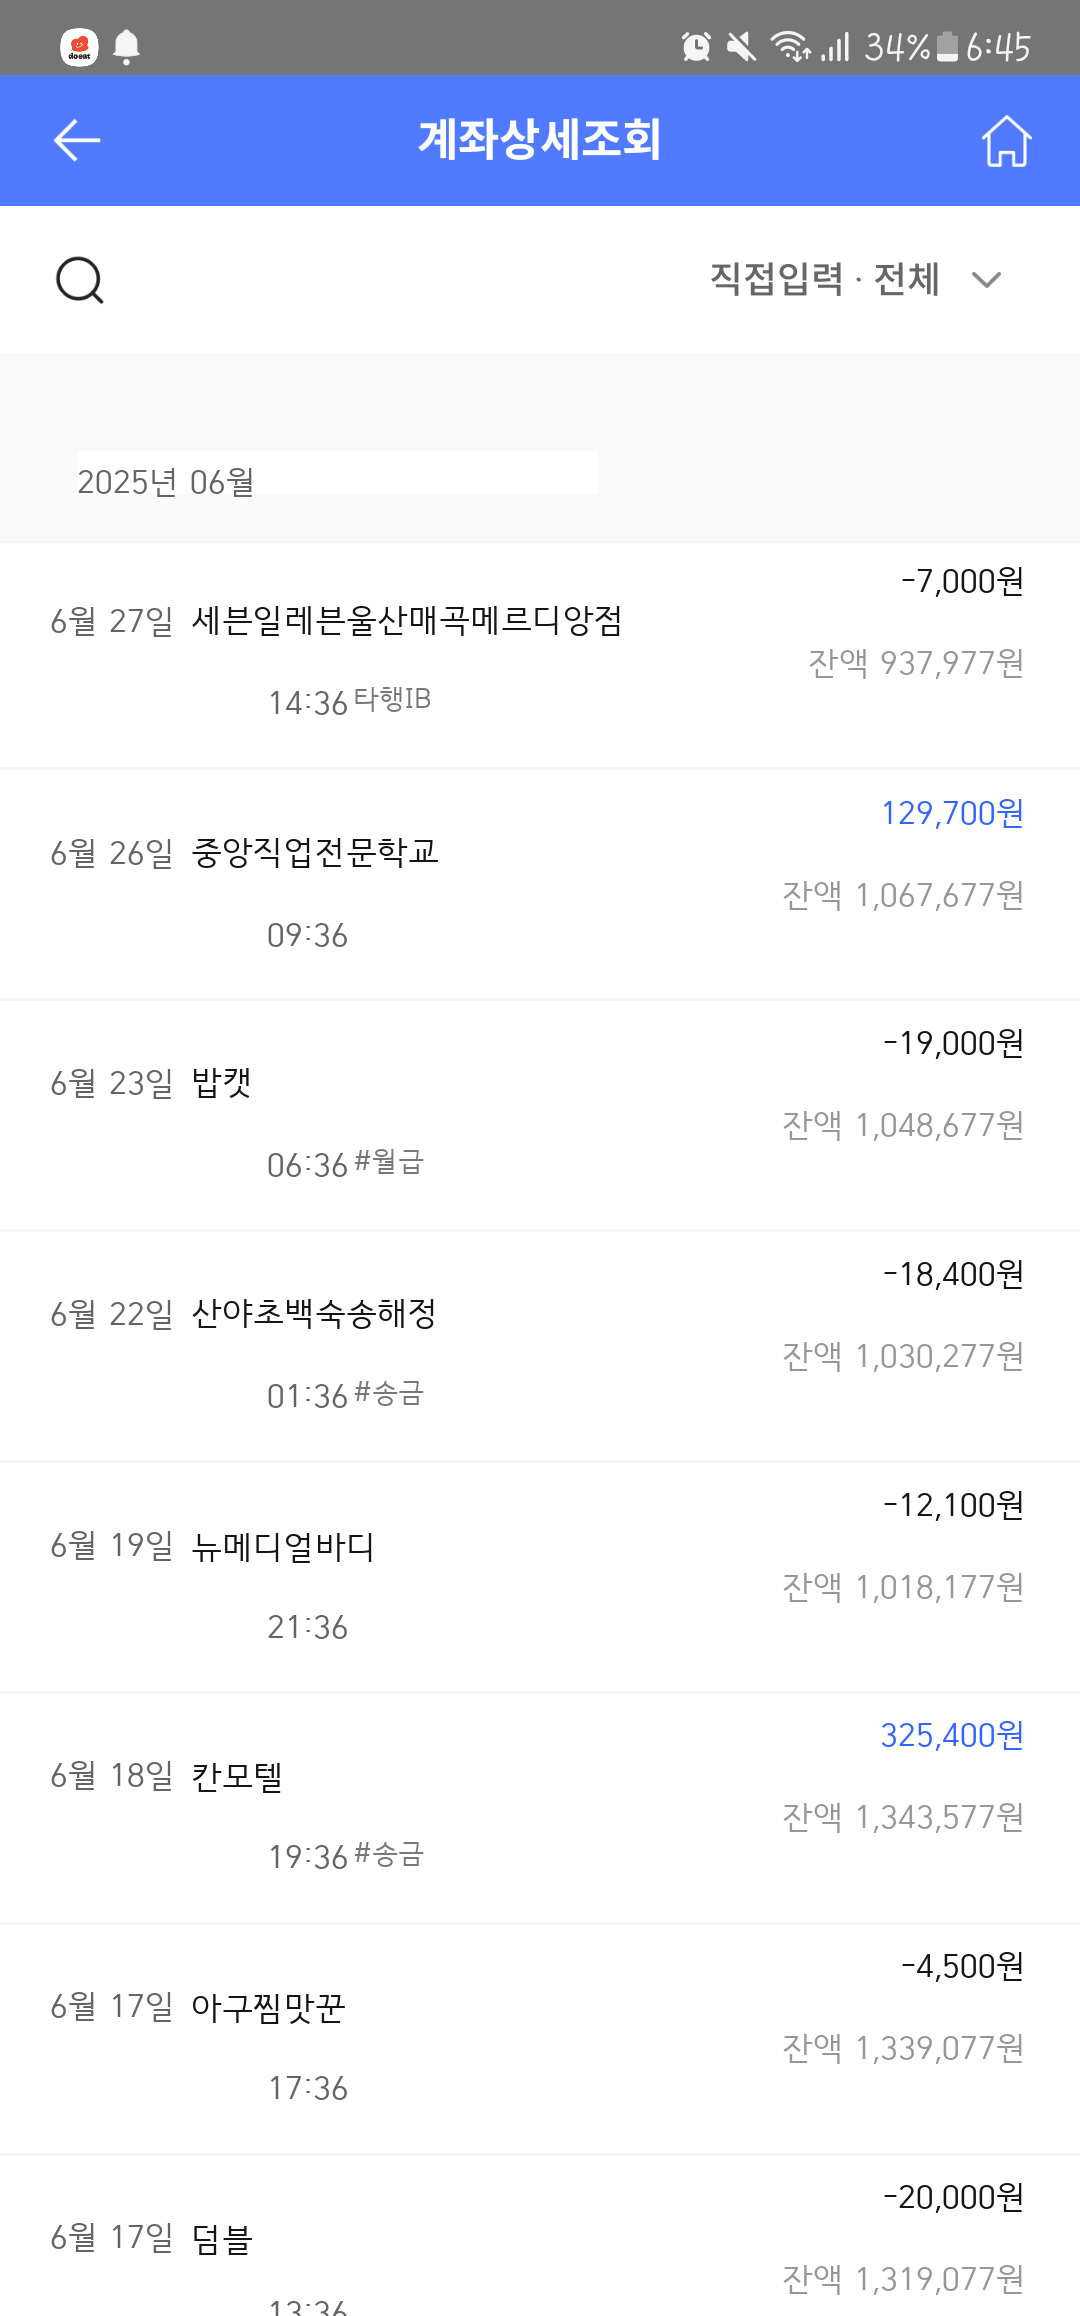 doeat
34% 6:45
계좌상세조회
직접입력 · 전체
2025년 06월
-7,000원
6월 27일 세븐일레븐울산매곡메르디앙점
잔액 937,977원
14:36 타행IB
129,700원
6월 26일 중앙직업전문학교
잔액 1,067,677원
09:36
-19,000원
6월 23일 밥캣
잔액 1,048,677원
06:36 #월급
-18,400원
6월 22일 산야초백숙송해정
잔액 1,030,277원
01:36 #송금
-12,100원
6월 19일 뉴메디얼바디
잔액 1,018,177원
21:36
325,400원
6월 18일 칸모텔
잔액 1,343,577원
19:36 #송금
-4,500원
6월 17일 아구찜맛꾼
잔액 1,339,077원
17:36
-20,000원
6월 17일 덤블
잔액 1,319,077원
13:36